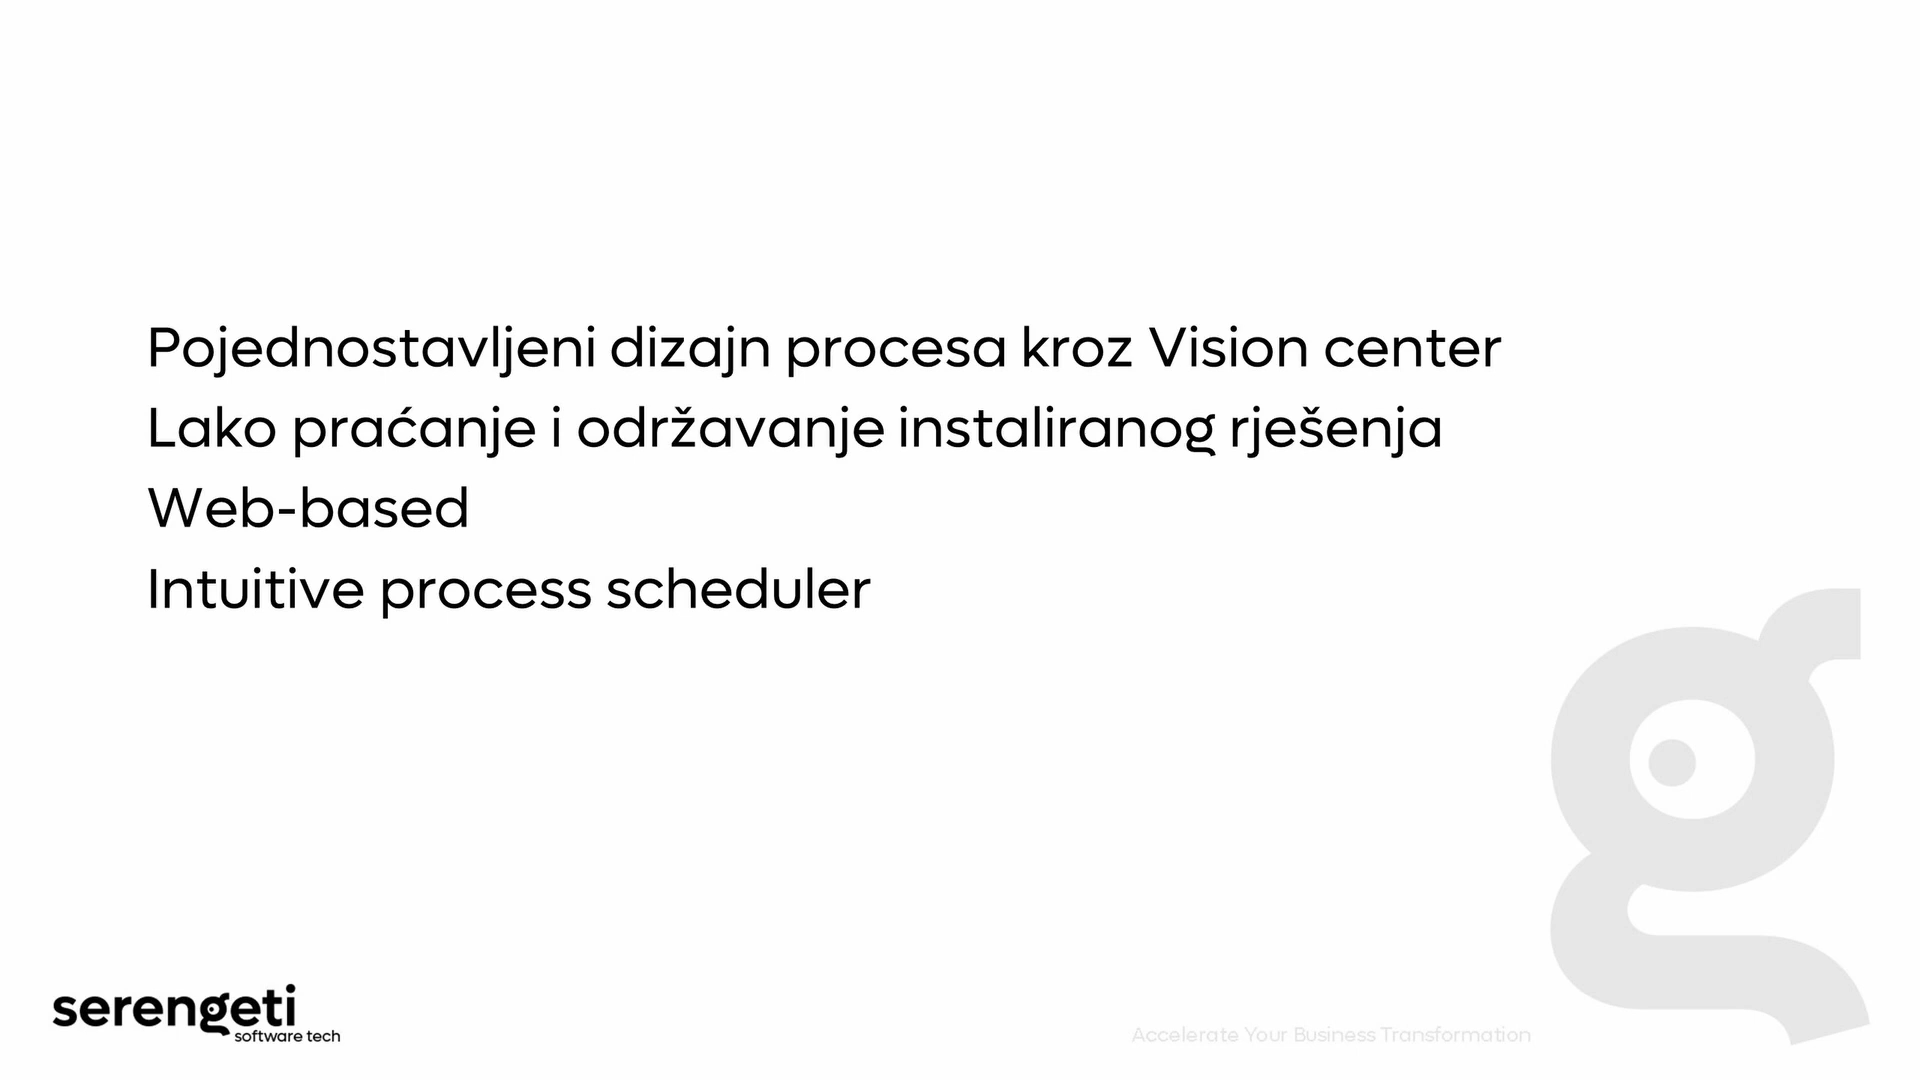 Pojednostavljeni dizajn procesa kroz Vision center
Lako praćanje i održavanje instaliranog rješenja
Web-based
Intuitive process scheduler
serengeti
software tech
Accelerate Your Business Transformation
g